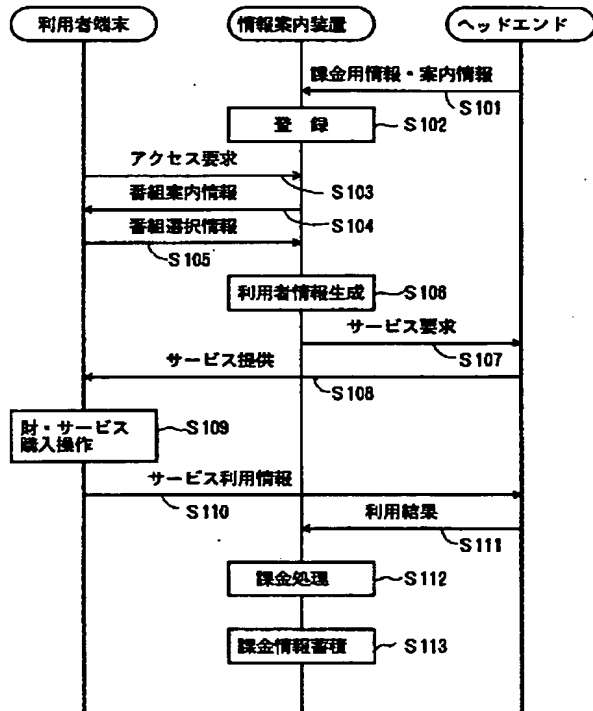 利用者端末
情報案内装置
ヘッドエンド
課金用情報・案内情報
S101
登 録
S102
アクセス要求
S103
番組案内情報
S104
番組選択情報
S105
利用者情報生成
S106
サービス要求
S107
サービス提供
S108
財・サービス
購入操作
S109
サービス利用情報
S110
利用結果
S111
課金処理
S112
課金情報蓄積
S113